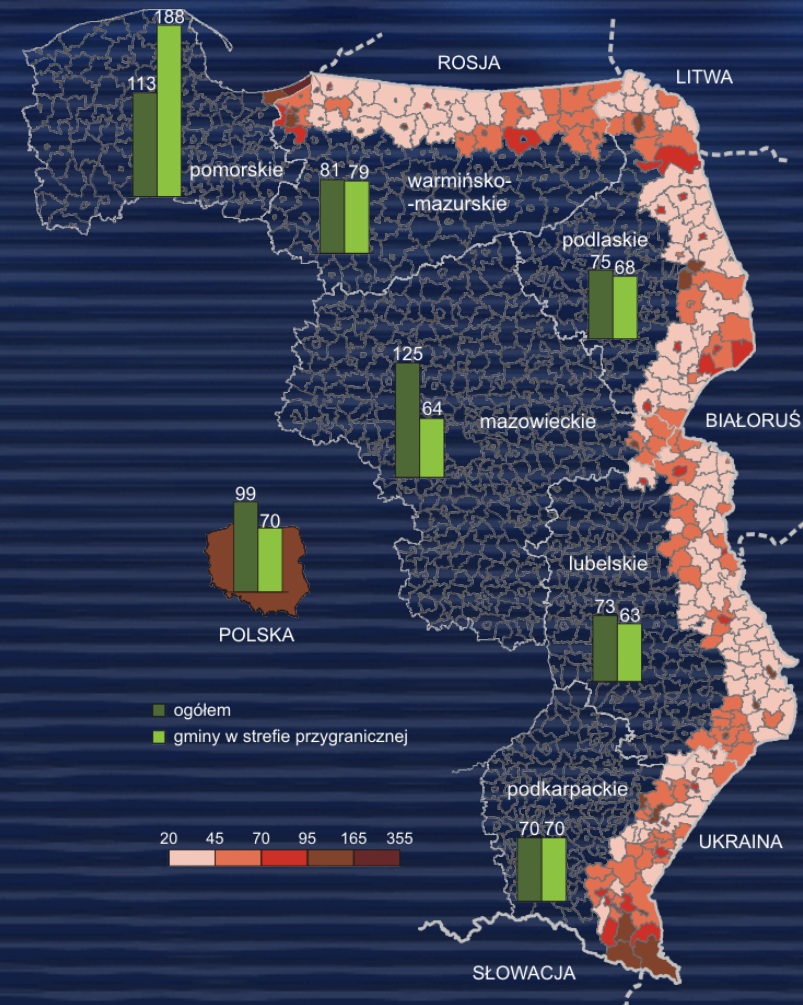 188
113
pomorskie
ROSJA
LITWA
81 79
warmińsko-
-mazurskie
podlaskie
75 68
125
64
mazowieckie
BIAŁORUŚ
99
70
POLSKA
lubelskie
73 63
ogółem
gminy w strefie przygranicznej
podkarpackie
70 70
20 45 70 95 165 355
UKRAINA
SŁOWACJA